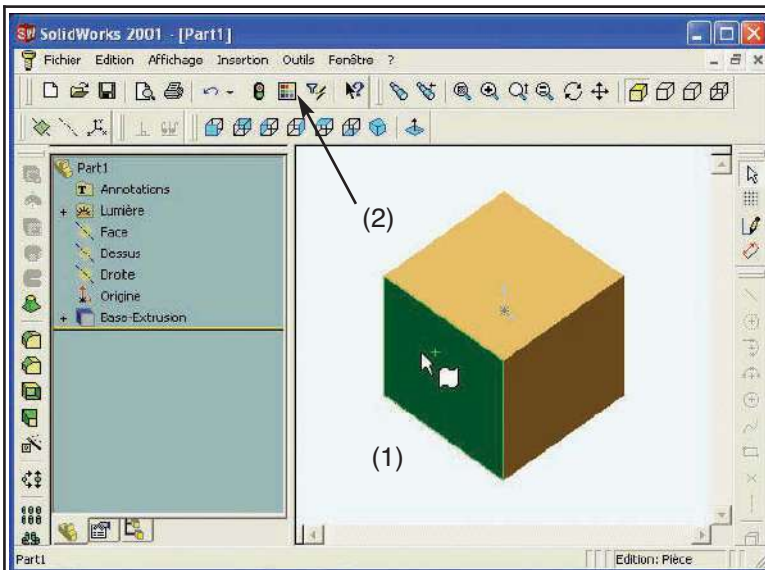 SolidWorks 2001 - [Part1]
Fichier Edition Affichage Insertion Outils Fenêtre ?
Part1
Annotations
Lumière
Face
Dessus
Droite
Origine
Base-Extrusion
(2)
(1)
Part1
Edition: Pièce